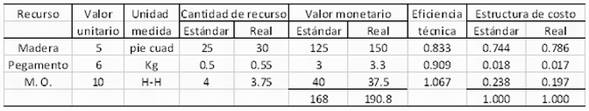 Recurso Valor unitario Unidad medida Cantidad de recurso Valor monetario Eficiencia técnica Estructura de costo
Estándar Real Estándar Real Estándar Real
Madera 5 pie cuad 25 30 125 150 0.833 0.744 0.786
Pegamento 6 Kg 0.5 0.55 3 3.3 0.909 0.018 0.017
M. O. 10 H-H 4 3.75 40 37.5 1.067 0.238 0.197
168 190.8 1.000 1.000